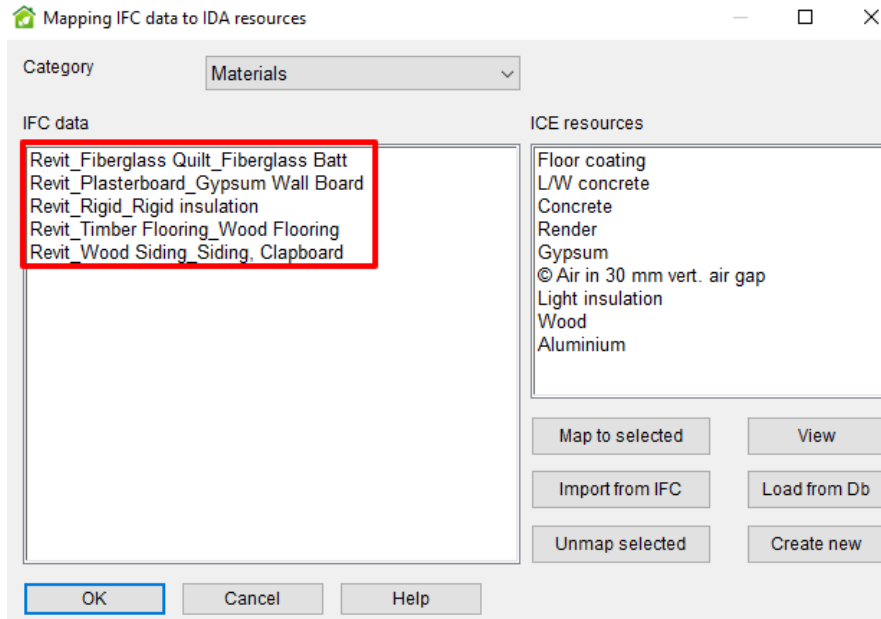 Mapping IFC data to IDA resources
Category
Materials
IFC data
Revit_Fiberglass Quilt_Fiberglass Batt
Revit_Plasterboard_Gypsum Wall Board
Revit_Rigid_Rigid insulation
Revit_Timber Flooring_Wood Flooring
Revit_Wood Siding_Siding, Clapboard
ICE resources
Floor coating
L/W concrete
Concrete
Render
Gypsum
© Air in 30 mm vert. air gap
Light insulation
Wood
Aluminium
Map to selected
View
Import from IFC
Load from Db
Unmap selected
Create new
OK
Cancel
Help